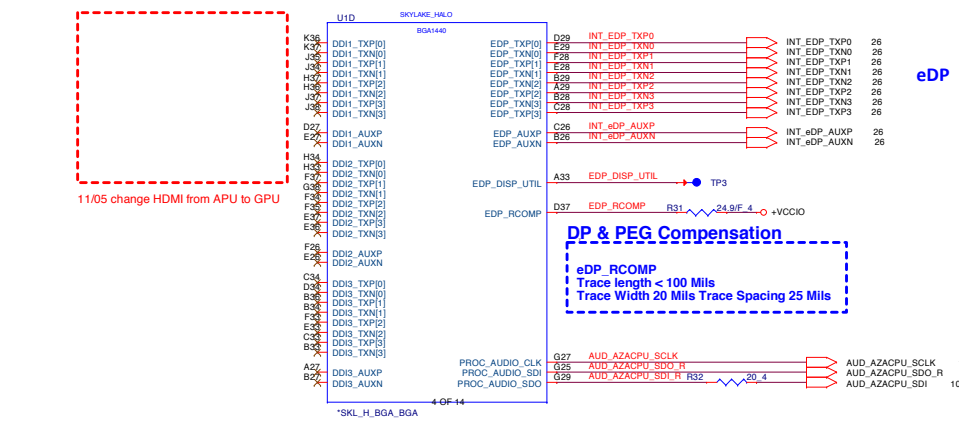 U1D
SKYLAKE_HALO
BGA1440
K36 DDI1_TXP[0]
K37 DDI1_TXN[0]
J35 DDI1_TXP[1]
J34 DDI1_TXN[1]
H37 DDI1_TXP[2]
H36 DDI1_TXN[2]
J37 DDI1_TXP[3]
J38 DDI1_TXN[3]
D27 DDI1_AUXP
E27 DDI1_AUXN
H34 DDI2_TXP[0]
H33 DDI2_TXN[0]
F37 DDI2_TXP[1]
G38 DDI2_TXN[1]
F34 DDI2_TXP[2]
F35 DDI2_TXN[2]
E37 DDI2_TXP[3]
E36 DDI2_TXN[3]
F26 DDI2_AUXP
E26 DDI2_AUXN
C34 DDI3_TXP[0]
D34 DDI3_TXN[0]
B36 DDI3_TXP[1]
B34 DDI3_TXN[1]
F33 DDI3_TXP[2]
E33 DDI3_TXN[2]
C33 DDI3_TXP[3]
B33 DDI3_TXN[3]
A27 DDI3_AUXP
B27 DDI3_AUXN
EDP_TXP[0] D29 INT_EDP_TXP0 INT_EDP_TXP0 26
EDP_TXN[0] E29 INT_EDP_TXN0 INT_EDP_TXN0 26
EDP_TXP[1] F28 INT_EDP_TXP1 INT_EDP_TXP1 26
EDP_TXN[1] E28 INT_EDP_TXN1 INT_EDP_TXN1 26
EDP_TXN[2] B29 INT_EDP_TXN2 INT_EDP_TXN2 26
EDP_TXP[2] A29 INT_EDP_TXP2 INT_EDP_TXP2 26
EDP_TXN[3] B28 INT_EDP_TXN3 INT_EDP_TXN3 26
EDP_TXP[3] C28 INT_EDP_TXP3 INT_EDP_TXP3 26
eDP
EDP_AUXP C26 INT_eDP_AUXP INT_eDP_AUXP 26
EDP_AUXN B26 INT_eDP_AUXN INT_eDP_AUXN 26
EDP_DISP_UTIL A33 EDP_DISP_UTIL TP3
EDP_RCOMP D37 EDP_RCOMP R31 24.9/F_4 +VCCIO
11/05 change HDMI from APU to GPU
DP & PEG Compensation
eDP_RCOMP
Trace length < 100 Mils
Trace Width 20 Mils Trace Spacing 25 Mils
PROC_AUDIO_CLK G27 AUD_AZACPU_SCLK AUD_AZACPU_SCLK
PROC_AUDIO_SDI G25 AUD_AZACPU_SDO_R AUD_AZACPU_SDO_R
PROC_AUDIO_SDO G29 AUD_AZACPU_SDI_R R32 20_4 AUD_AZACPU_SDI 10
4 OF 14
*SKL_H_BGA_BGA